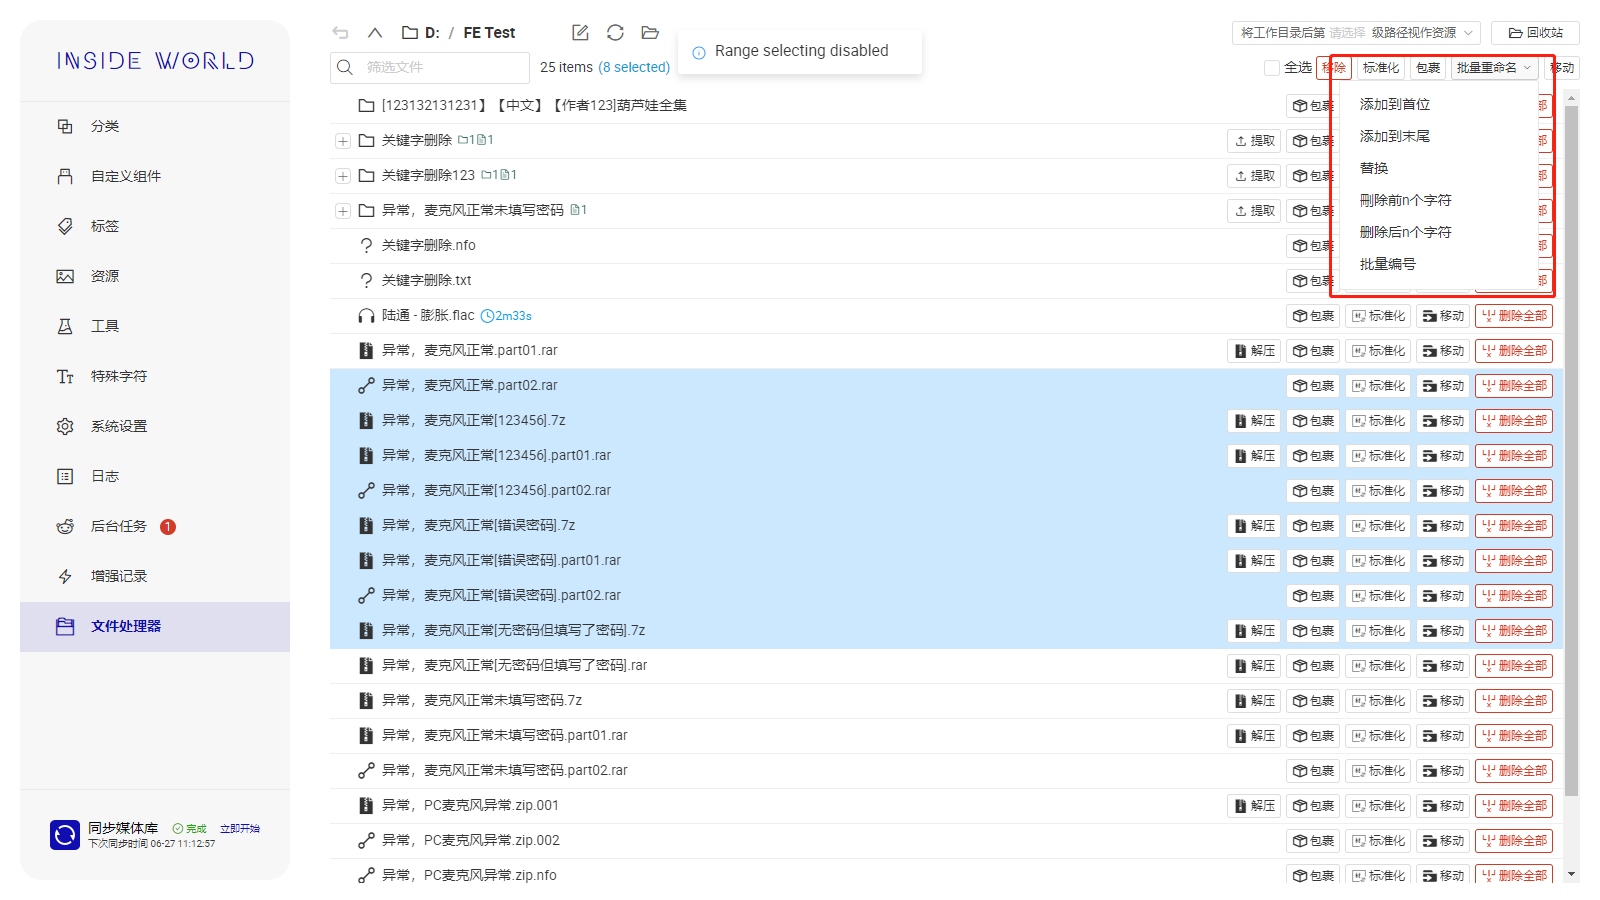 INSIDE WORLD
分类
自定义组件
标签
资源
工具
特殊字符
系统设置
日志
后台任务 1
增强记录
文件处理器
同步媒体库 完成 立即开始
下次同步时间 06-27 11:12:57
D: / FE Test
Range selecting disabled
将工作目录后第 请选择 级路径视作资源
回收站
筛选文件
25 items (8 selected)
全选 移除 标准化 包裹 批量重命名 移动
添加到首位
添加到末尾
替换
删除前n个字符
删除后n个字符
批量编号
[123132131231】【中文】【作者123]葫芦娃全集 包裹 部
关键字删除 1 1 提取 包裹 部
关键字删除123 1 1 提取 包裹 部
异常，麦克风正常未填写密码 1 提取 包裹 部
关键字删除.nfo 包裹 部
关键字删除.txt 包裹 部
陆通 - 膨胀.flac 2m33s 包裹 标准化 移动 删除全部
异常，麦克风正常.part01.rar 解压 包裹 标准化 移动 删除全部
异常，麦克风正常.part02.rar 包裹 标准化 移动 删除全部
异常，麦克风正常[123456].7z 解压 包裹 标准化 移动 删除全部
异常，麦克风正常[123456].part01.rar 解压 包裹 标准化 移动 删除全部
异常，麦克风正常[123456].part02.rar 包裹 标准化 移动 删除全部
异常，麦克风正常[错误密码].7z 解压 包裹 标准化 移动 删除全部
异常，麦克风正常[错误密码].part01.rar 解压 包裹 标准化 移动 删除全部
异常，麦克风正常[错误密码].part02.rar 包裹 标准化 移动 删除全部
异常，麦克风正常[无密码但填写了密码].7z 解压 包裹 标准化 移动 删除全部
异常，麦克风正常[无密码但填写了密码].rar 解压 包裹 标准化 移动 删除全部
异常，麦克风正常未填写密码.7z 解压 包裹 标准化 移动 删除全部
异常，麦克风正常未填写密码.part01.rar 解压 包裹 标准化 移动 删除全部
异常，麦克风正常未填写密码.part02.rar 包裹 标准化 移动 删除全部
异常，PC麦克风异常.zip.001 解压 包裹 标准化 移动 删除全部
异常，PC麦克风异常.zip.002 包裹 标准化 移动 删除全部
异常，PC麦克风异常.zip.nfo 包裹 标准化 移动 删除全部